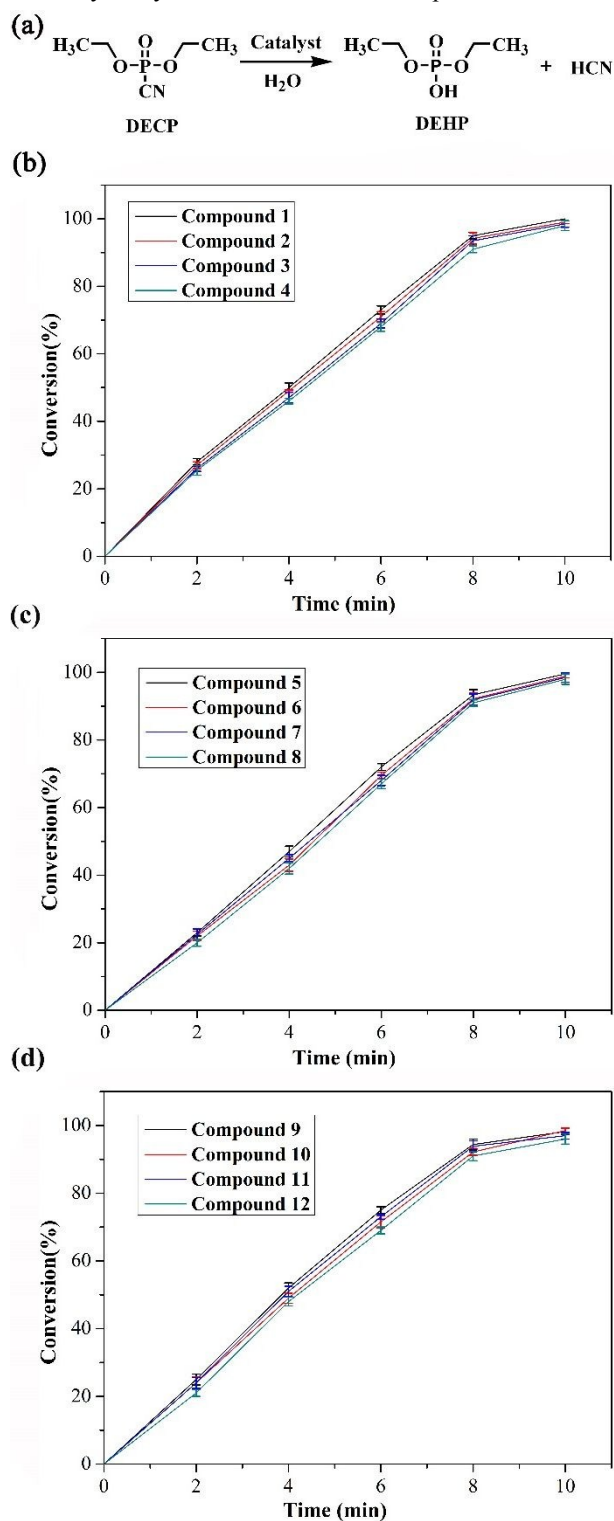 (a)
O O
H₃C CH₃ Catalyst H₃C CH₃
O-P-O O-P-O + HCN
CN H₂O OH
DECP DEHP
(b)
Compound 1
Compound 2
Compound 3
Compound 4
Conversion(%)
100
80
60
40
20
0
0 2 4 6 8 10
Time (min)
(c)
Compound 5
Compound 6
Compound 7
Compound 8
Conversion(%)
100
80
60
40
20
0
0 2 4 6 8 10
Time (min)
(d)
Compound 9
Compound 10
Compound 11
Compound 12
Conversion(%)
100
80
60
40
20
0
0 2 4 6 8 10
Time (min)